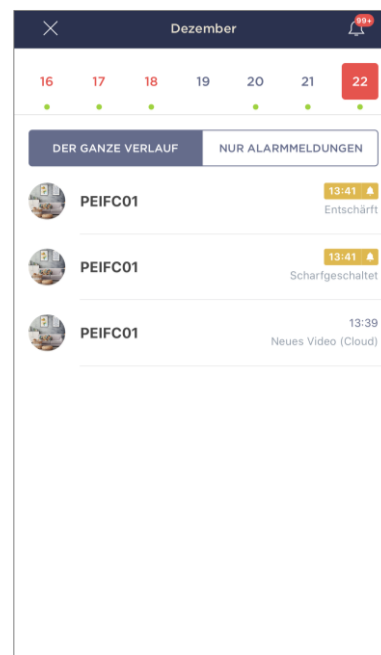 Dezember
99+
16 17 18 19 20 21 22
DER GANZE VERLAUF NUR ALARMMELDUNGEN
PEIFC01
13:41
Entschärft
PEIFC01
13:41
Scharfgeschaltet
PEIFC01
13:39
Neues Video (Cloud)